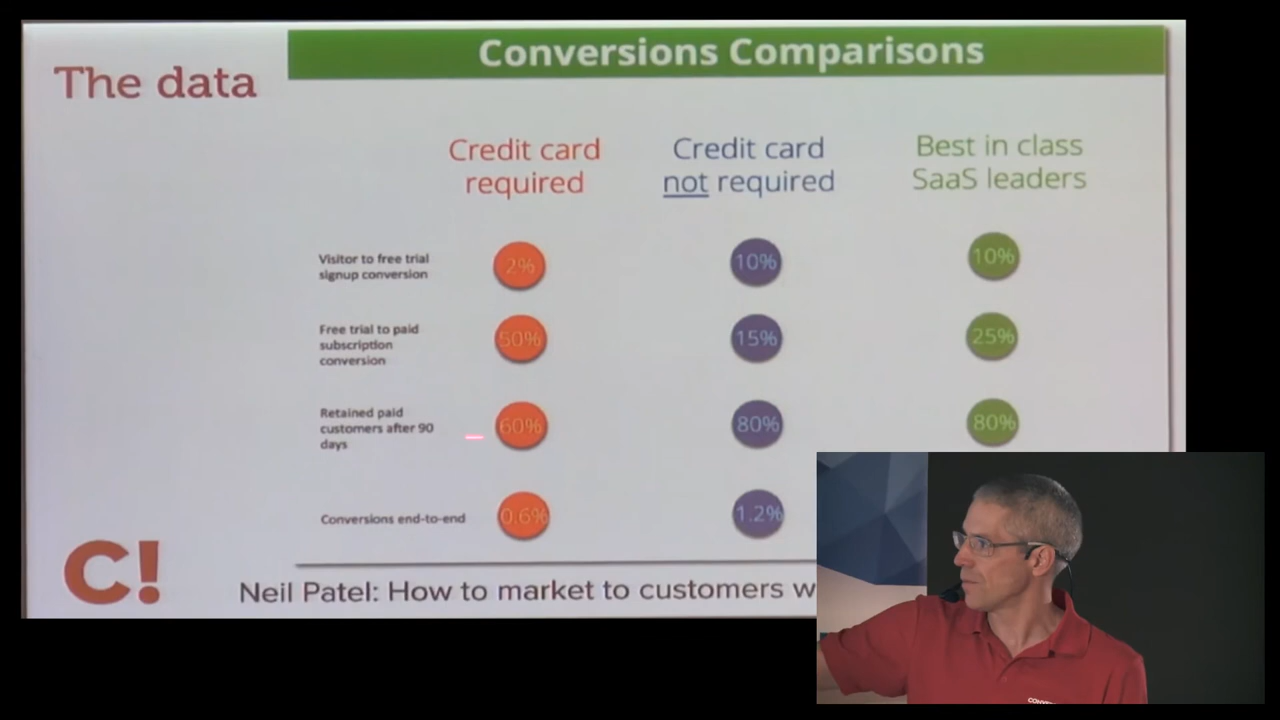 The data
Conversions Comparisons
Credit card
required
Credit card
not required
Best in class
SaaS leaders
Visitor to free trial
signup conversion
2%
10%
10%
Free trial to paid
subscription
conversion
50%
15%
25%
Retained paid
customers after 90
days
60%
80%
80%
Conversions end-to-end
0.6%
1.2%
C!
Neil Patel: How to market to customers w